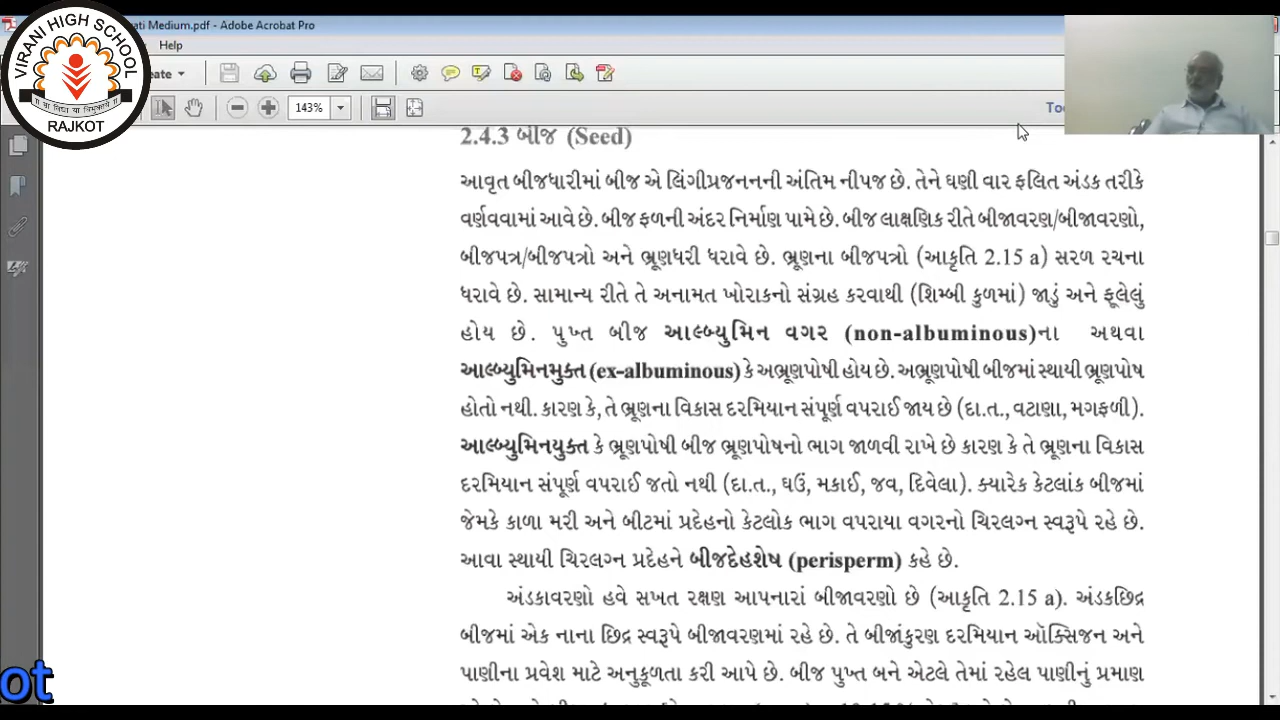 ati Medium.pdf - Adobe Acrobat Pro
Help
VIRANI HIGH SCHOOL
RAJKOT
eate
143%
2.4.3 બીજ (Seed)
આવૃત બીજધારીમાં બીજ એ લિંગીપ્રજનનની અંતિમ નીપજ છે. તેને ઘણી વાર ફલિત અંડક તરીકે
વર્ણવવામાં આવે છે. બીજ ફળની અંદર નિર્માણ પામે છે. બીજ લાક્ષણિક રીતે બીજાવરણ/બીજાવરણો,
બીજપત્ર/બીજપત્રો અને ભ્રૂણધરી ધરાવે છે. ભ્રૂણના બીજપત્રો (આકૃતિ 2.15 a) સરળ રચના
ધરાવે છે. સામાન્ય રીતે તે અનામત ખોરાકનો સંગ્રહ કરવાથી (શિમ્બી કુળમાં) જાડું અને ફૂલેલું
હોય છે. પુખ્ત બીજ આલ્બ્યુમિન વગર (non-albuminous)ના અથવા
આલ્બ્યુમિનમુક્ત (ex-albuminous) કે અભ્રૂણપોષી હોય છે. અભ્રૂણપોષી બીજમાં સ્થાયી ભ્રૂણપોષ
હોતો નથી. કારણ કે, તે ભ્રૂણના વિકાસ દરમિયાન સંપૂર્ણ વપરાઈ જાય છે (દા.ત., વટાણા, મગફળી).
આલ્બ્યુમિનયુક્ત કે ભ્રૂણપોષી બીજ ભ્રૂણપોષનો ભાગ જાળવી રાખે છે કારણ કે તે ભ્રૂણના વિકાસ
દરમિયાન સંપૂર્ણ વપરાઈ જતો નથી (દા.ત., ઘઉં, મકાઈ, જવ, દિવેલા). ક્યારેક કેટલાંક બીજમાં
જેમકે કાળા મરી અને બીટમાં પ્રદેહનો કેટલોક ભાગ વપરાયા વગરનો ચિરલગ્ન સ્વરૂપે રહે છે.
આવા સ્થાયી ચિરલગ્ન પ્રદેહને બીજદેહશેષ (perisperm) કહે છે.
અંડકાવરણો હવે સખત રક્ષણ આપનારાં બીજાવરણો છે (આકૃતિ 2.15 a). અંડકછિદ્ર
બીજમાં એક નાના છિદ્ર સ્વરૂપે બીજાવરણમાં રહે છે. તે બીજાંકુરણ દરમિયાન ઑક્સિજન અને
પાણીના પ્રવેશ માટે અનુકૂળતા કરી આપે છે. બીજ પુખ્ત બને એટલે તેમાં રહેલ પાણીનું પ્રમાણ
ot